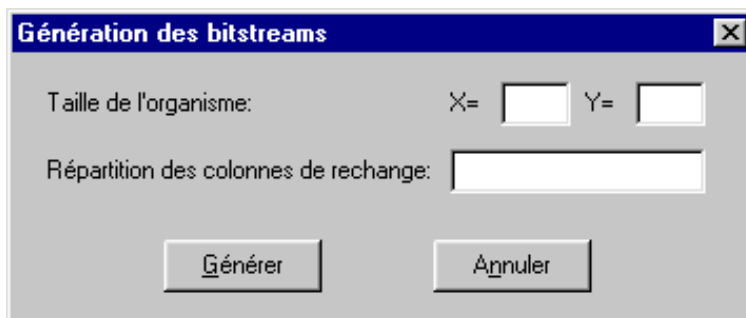 Génération des bitstreams
Taille de l'organisme: X= Y=
Répartition des colonnes de rechange:
Générer Annuler